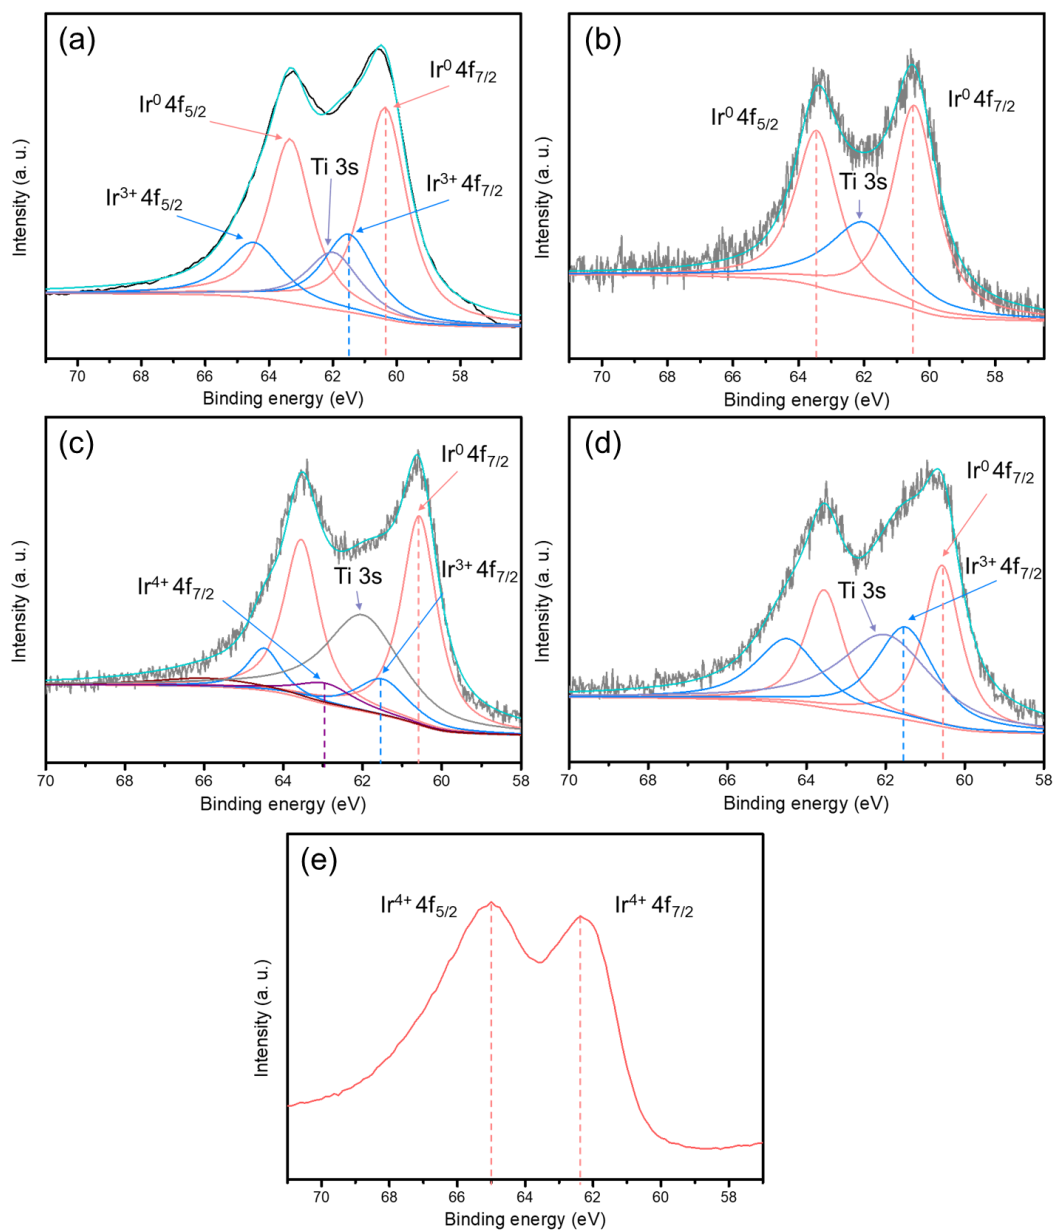 (a)
Ir⁰ 4f₇/₂
Ir⁰ 4f₅/₂
Ti 3s
Ir³⁺ 4f₅/₂
Ir³⁺ 4f₇/₂
Intensity (a. u.)
70 68 66 64 62 60 58
Binding energy (eV)
(b)
Ir⁰ 4f₇/₂
Ir⁰ 4f₅/₂
Ti 3s
Intensity (a. u.)
70 68 66 64 62 60 58
Binding energy (eV)
(c)
Ir⁰ 4f₇/₂
Ir³⁺ 4f₇/₂
Ti 3s
Ir⁴⁺ 4f₇/₂
Intensity (a. u.)
70 68 66 64 62 60 58
Binding energy (eV)
(d)
Ir⁰ 4f₇/₂
Ir³⁺ 4f₇/₂
Ti 3s
Intensity (a. u.)
70 68 66 64 62 60 58
Binding energy (eV)
(e)
Ir⁴⁺ 4f₅/₂
Ir⁴⁺ 4f₇/₂
Intensity (a. u.)
70 68 66 65 64 62 60 58
Binding energy (eV)